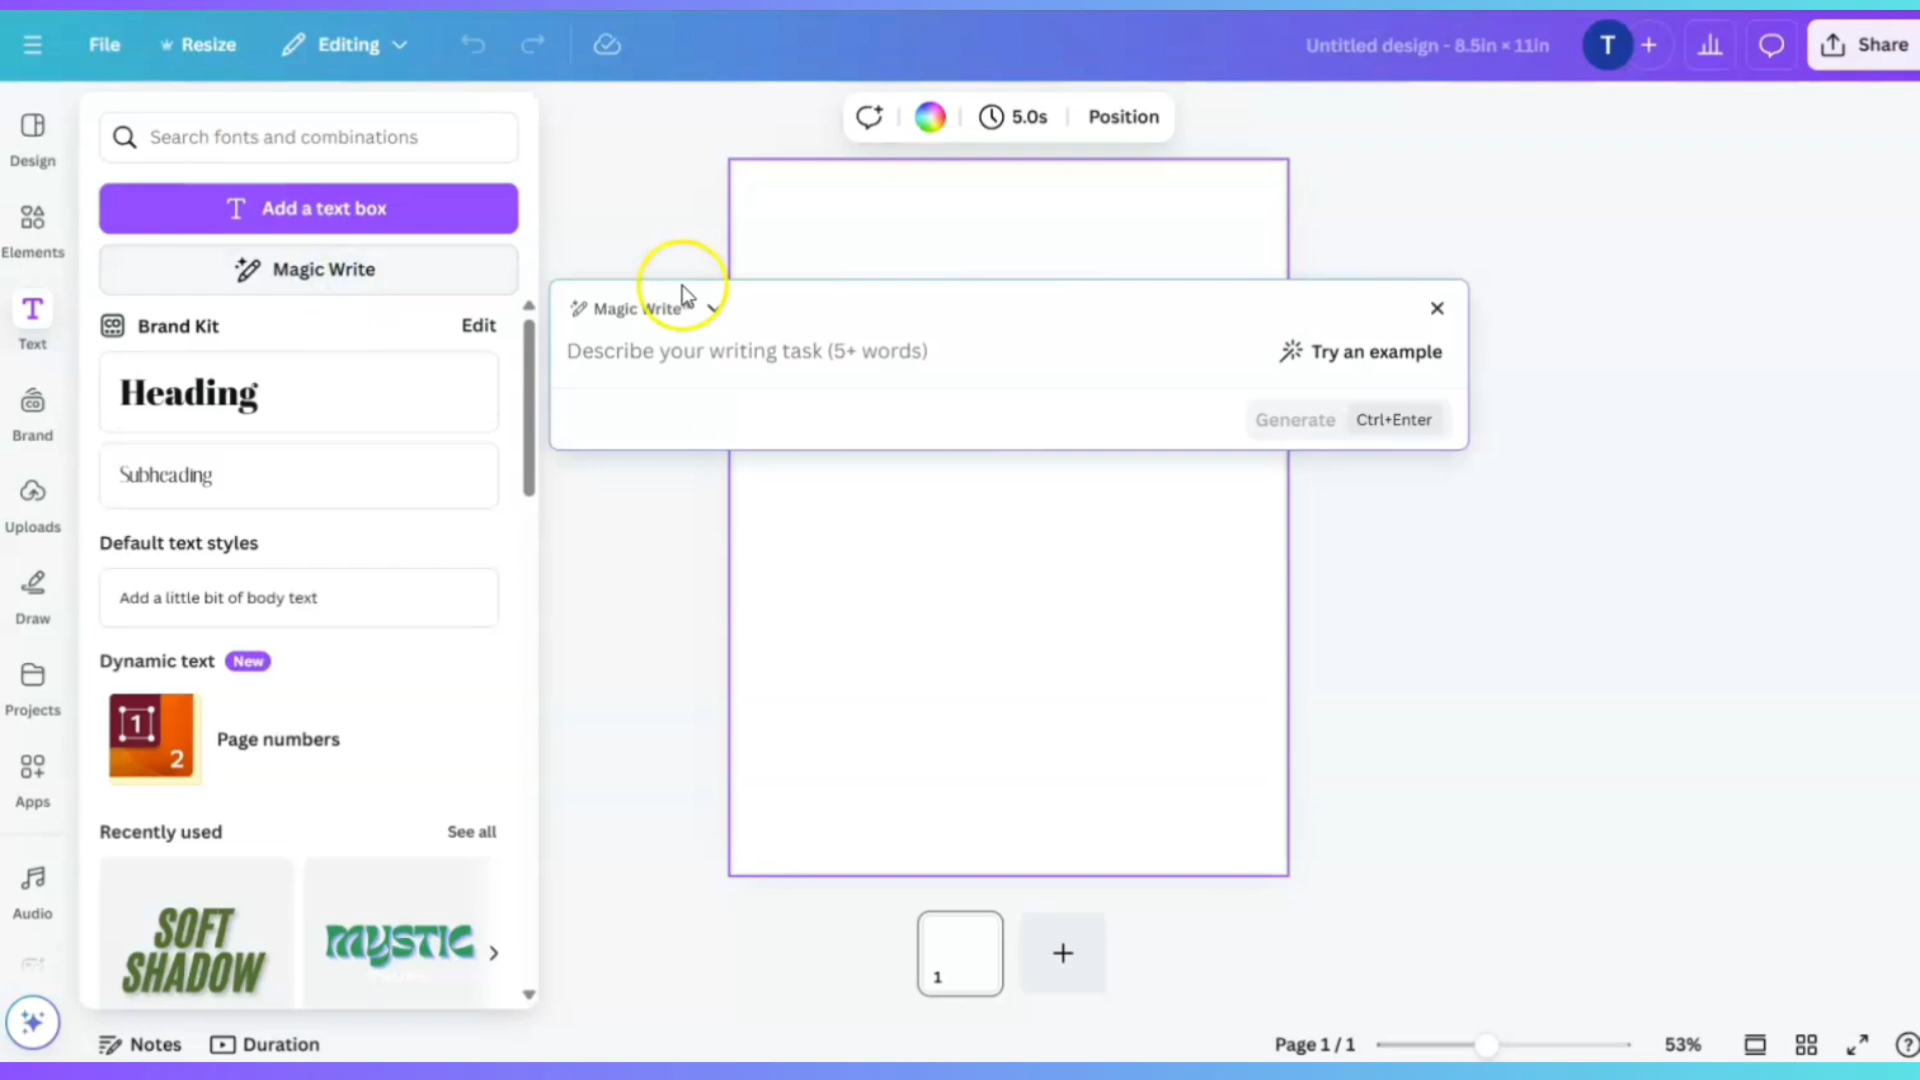 File
Resize
Editing
Untitled design - 8.5in × 11in
T
Share
Design
Elements
Text
Brand
Uploads
Draw
Projects
Apps
Audio
Search fonts and combinations
Add a text box
Magic Write
Brand Kit
Edit
Heading
Subheading
Default text styles
Add a little bit of body text
Dynamic text
New
1
2
Page numbers
Recently used
See all
SOFT
SHADOW
MYSTIC
5.0s
Position
Magic Write
Describe your writing task (5+ words)
Try an example
Generate
Ctrl+Enter
1
Notes
Duration
Page 1 / 1
53%